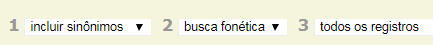 1 incluir sinônimos ▼ 2 busca fonética ▼ 3 todos os registros